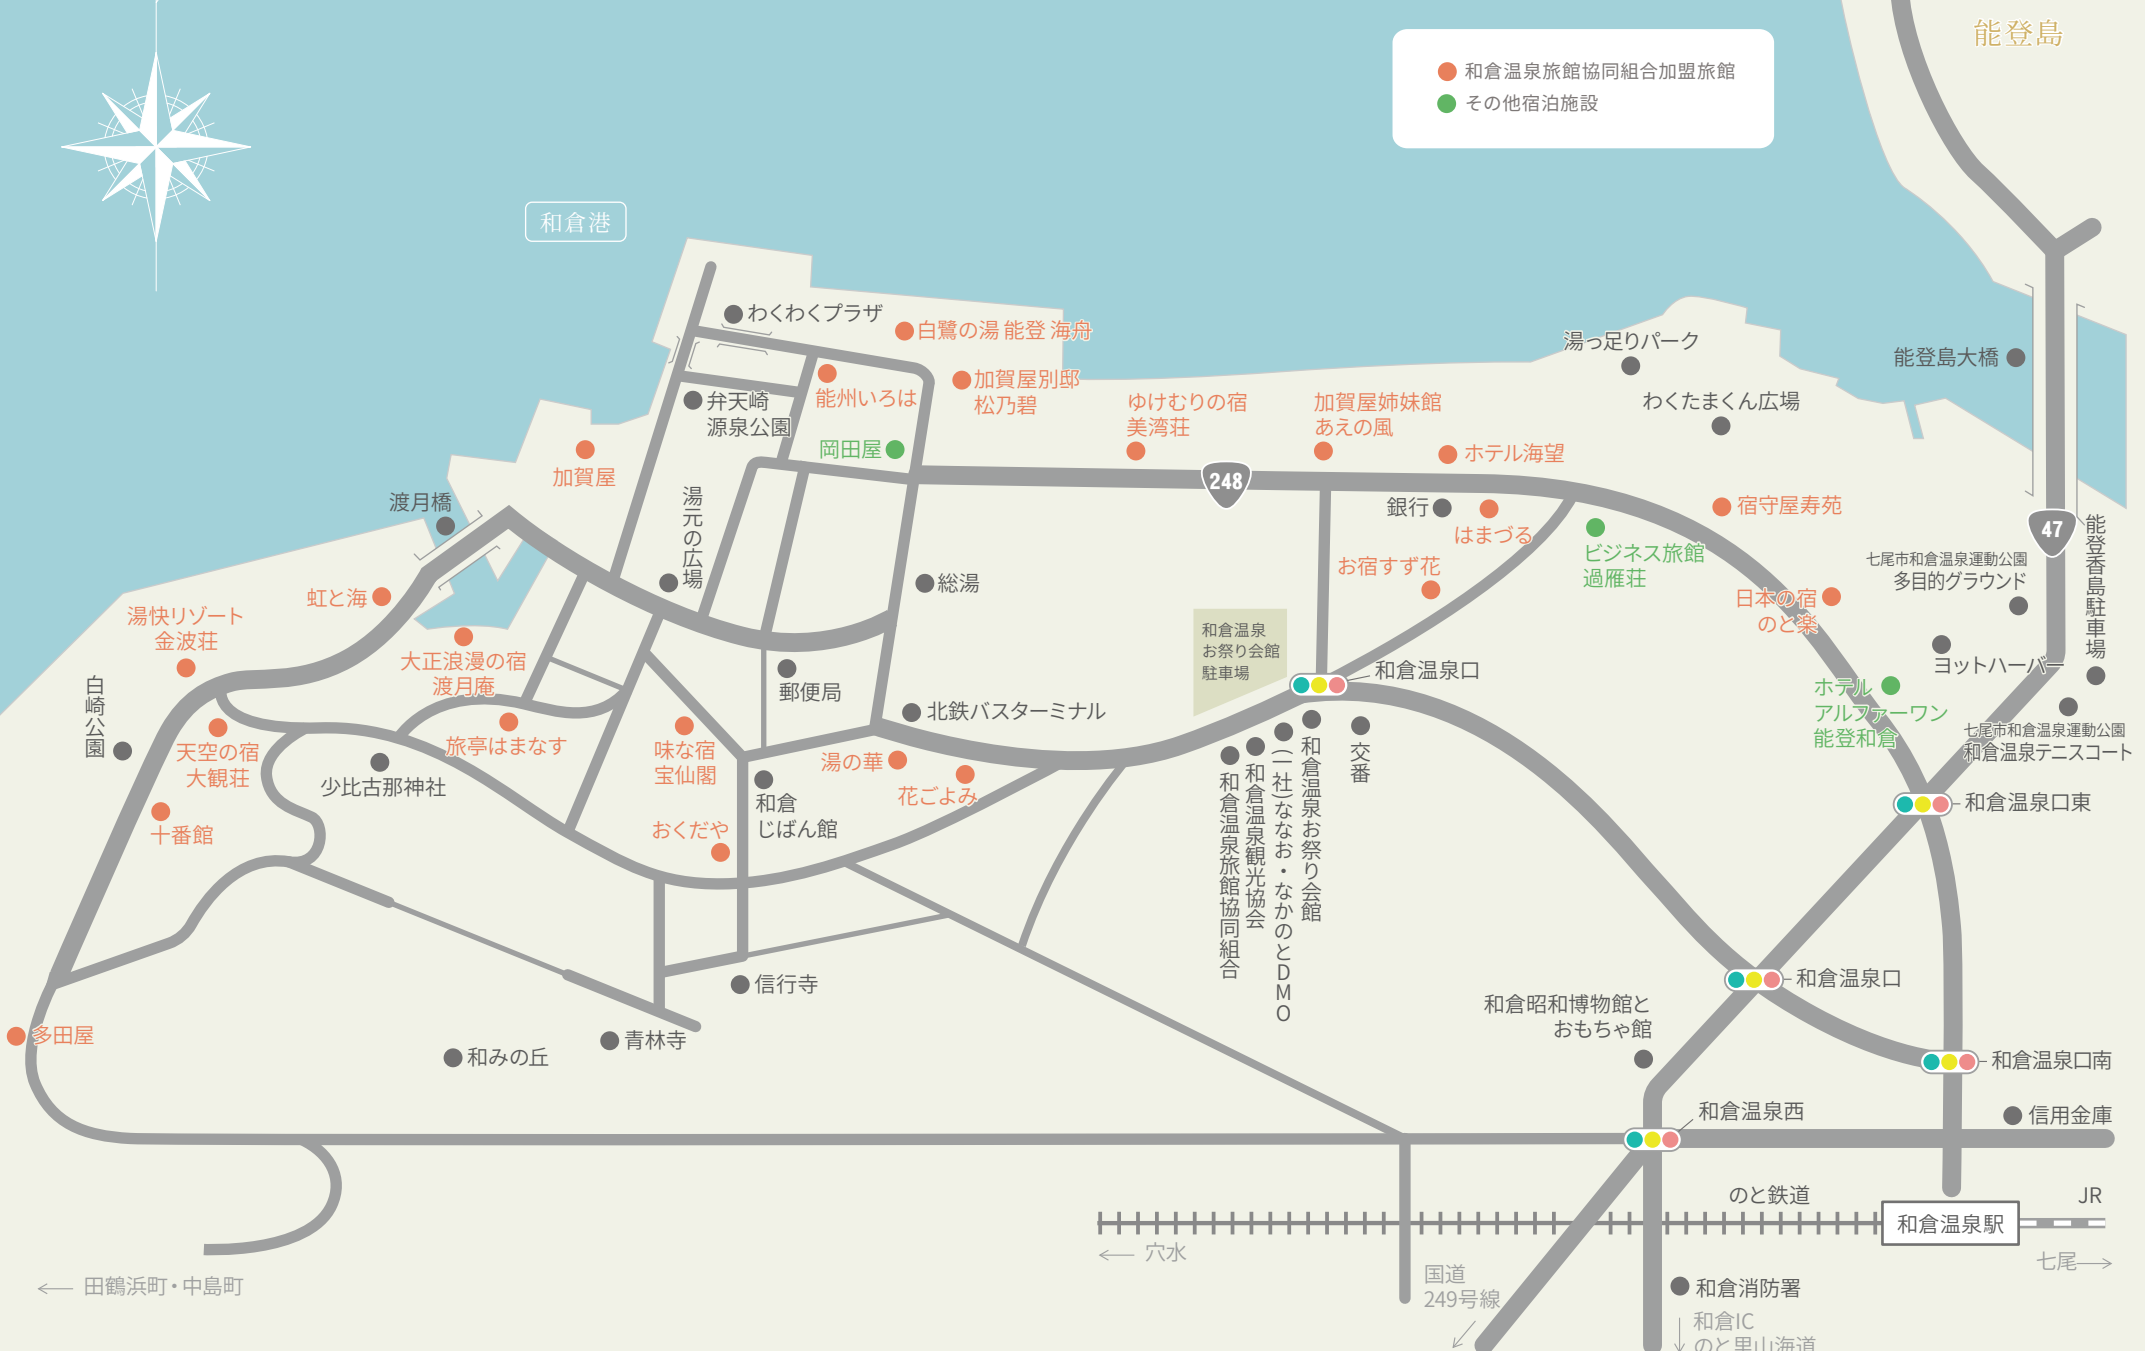 能登島
和倉温泉旅館協同組合加盟旅館
その他宿泊施設
和倉港
わくわくプラザ
白鷺の湯 能登 海舟
加賀屋別邸
松乃碧
能州いろは
弁天崎
源泉公園
岡田屋
加賀屋
渡月橋
湯元の広場
ゆけむりの宿
美湾荘
加賀屋姉妹館
あえの風
ホテル海望
湯っ足りパーク
わくたまくん広場
能登島大橋
248
47
銀行
はまづる
お宿すず花
ビジネス旅館
過雁荘
宿守屋寿苑
日本の宿
のと楽
七尾市和倉温泉運動公園
多目的グラウンド
能登香島駐車場
ヨットハーバー
ホテル
アルファーワン
能登和倉
七尾市和倉温泉運動公園
和倉温泉テニスコート
虹と海
湯快リゾート
金波荘
大正浪漫の宿
渡月庵
総湯
和倉温泉
お祭り会館
駐車場
和倉温泉口
白崎公園
天空の宿
大観荘
旅亭はまなす
少比古那神社
十番館
郵便局
北鉄バスターミナル
味な宿
宝仙閣
湯の華
花ごよみ
和倉
じばん館
おくだや
交番
和倉温泉お祭り会館
(一社)ななお・なかのとDMO
和倉温泉観光協会
和倉温泉旅館協同組合
和倉温泉口東
和倉温泉口
和倉昭和博物館と
おもちゃ館
和倉温泉口南
和倉温泉西
信用金庫
信行寺
青林寺
和みの丘
多田屋
のと鉄道
JR
和倉温泉駅
穴水
七尾
国道
249号線
和倉消防署
和倉IC
のと里山海道
田鶴浜町・中島町